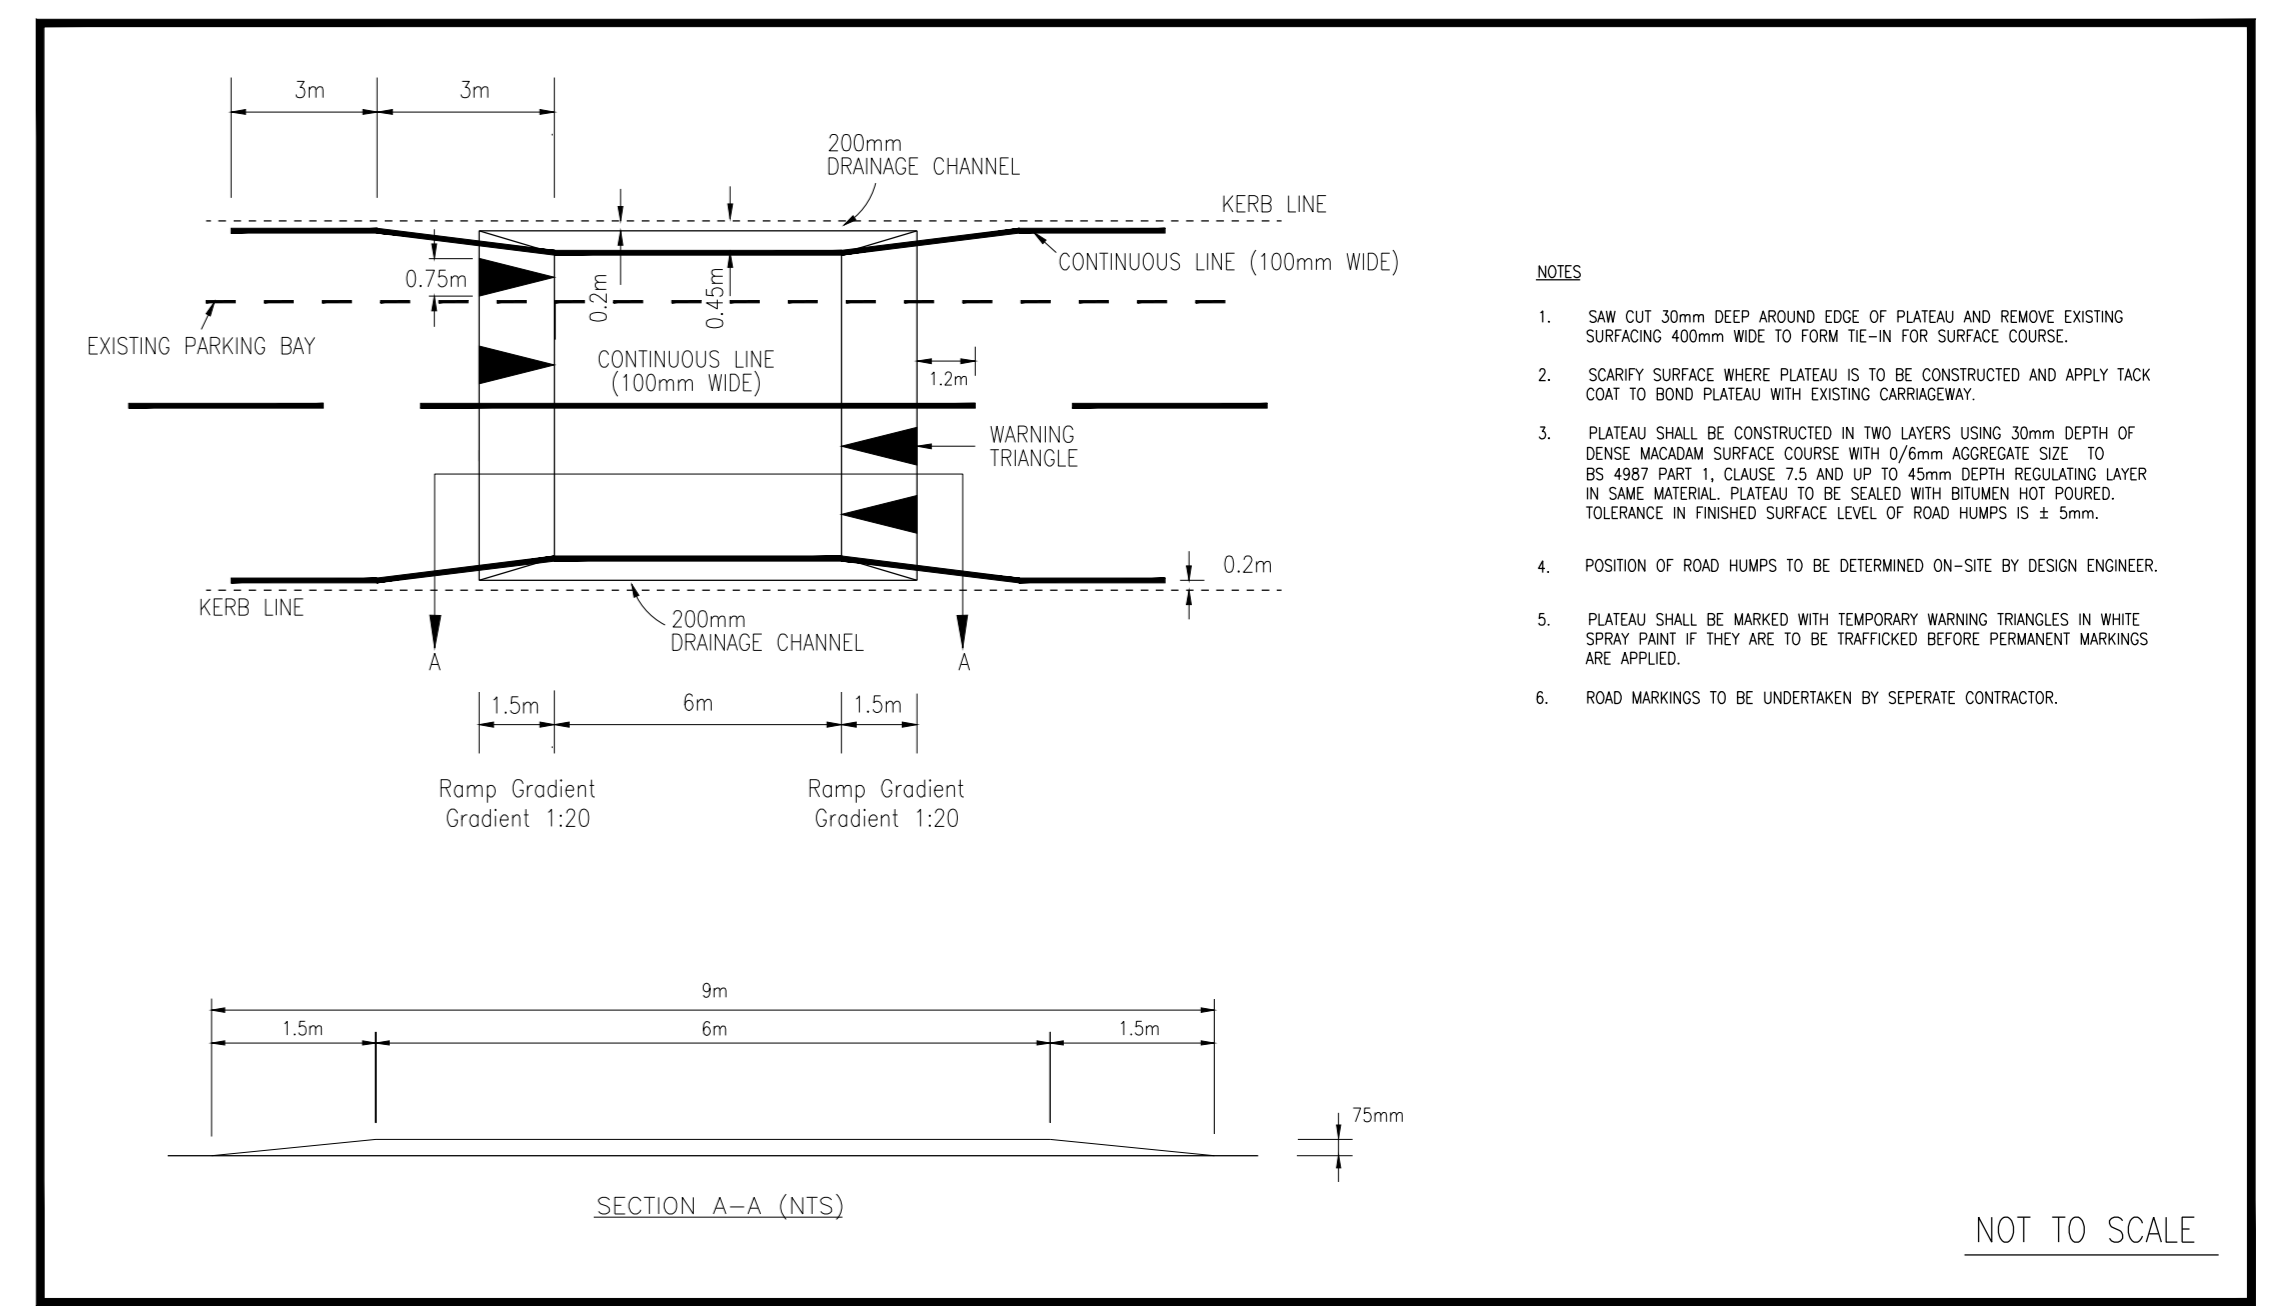 3m
3m
200mm
DRAINAGE CHANNEL
KERB LINE
CONTINUOUS LINE (100mm WIDE)
0.75m
0.2m
0.45m
EXISTING PARKING BAY
CONTINUOUS LINE
(100mm WIDE)
1.2m
WARNING
TRIANGLE
0.2m
KERB LINE
200mm
DRAINAGE CHANNEL
A
A
1.5m
6m
1.5m
Ramp Gradient
Gradient 1:20
Ramp Gradient
Gradient 1:20
9m
1.5m
6m
1.5m
75mm
SECTION A-A (NTS)
NOTES
1. SAW CUT 30mm DEEP AROUND EDGE OF PLATEAU AND REMOVE EXISTING
SURFACING 400mm WIDE TO FORM TIE-IN FOR SURFACE COURSE.
2. SCARIFY SURFACE WHERE PLATEAU IS TO BE CONSTRUCTED AND APPLY TACK
COAT TO BOND PLATEAU WITH EXISTING CARRIAGEWAY.
3. PLATEAU SHALL BE CONSTRUCTED IN TWO LAYERS USING 30mm DEPTH OF
DENSE MACADAM SURFACE COURSE WITH 0/6mm AGGREGATE SIZE TO
BS 4987 PART 1, CLAUSE 7.5 AND UP TO 45mm DEPTH REGULATING LAYER
IN SAME MATERIAL. PLATEAU TO BE SEALED WITH BITUMEN HOT POURED.
TOLERANCE IN FINISHED SURFACE LEVEL OF ROAD HUMPS IS ± 5mm.
4. POSITION OF ROAD HUMPS TO BE DETERMINED ON-SITE BY DESIGN ENGINEER.
5. PLATEAU SHALL BE MARKED WITH TEMPORARY WARNING TRIANGLES IN WHITE
SPRAY PAINT IF THEY ARE TO BE TRAFFICKED BEFORE PERMANENT MARKINGS
ARE APPLIED.
6. ROAD MARKINGS TO BE UNDERTAKEN BY SEPERATE CONTRACTOR.
NOT TO SCALE